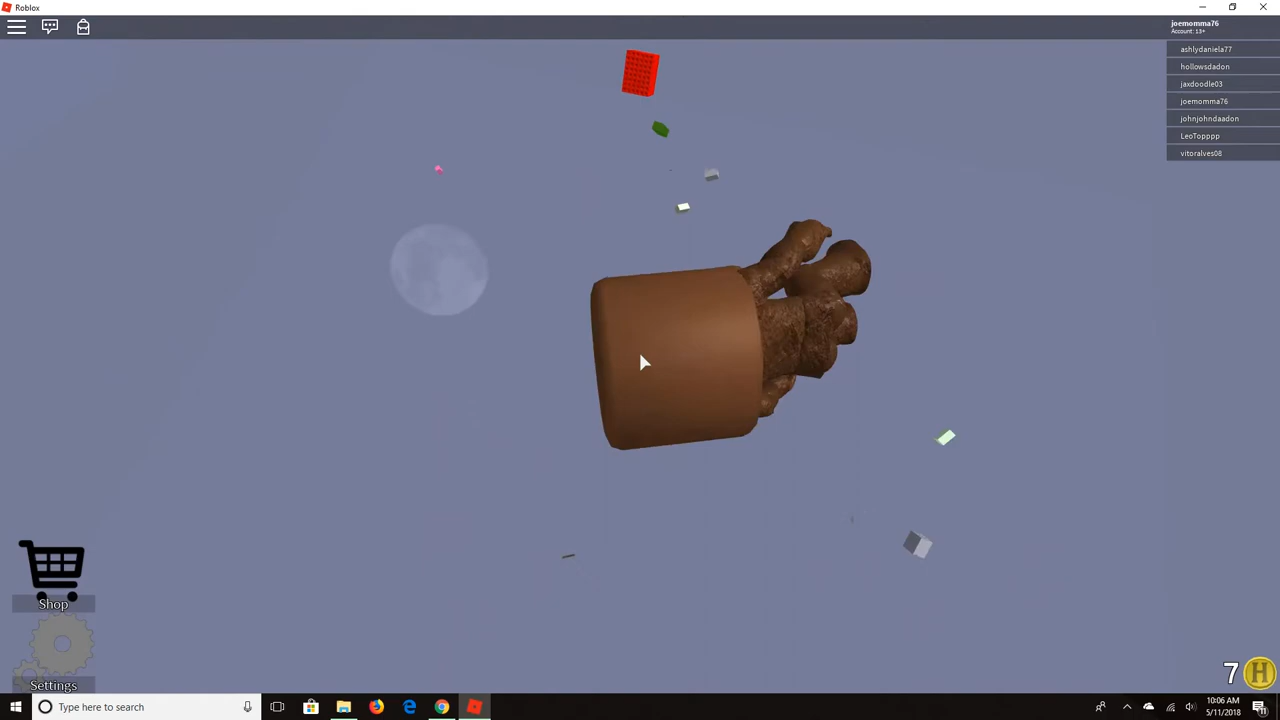 Roblox
joemomma76
Account: 13+
ashlydaniela77
hollowsdadon
jaxdoodle03
joemomma76
johnjohndaadon
LeoTopppp
vitoralves08
Shop
Settings
7
H
Type here to search
10:06 AM
5/11/2018